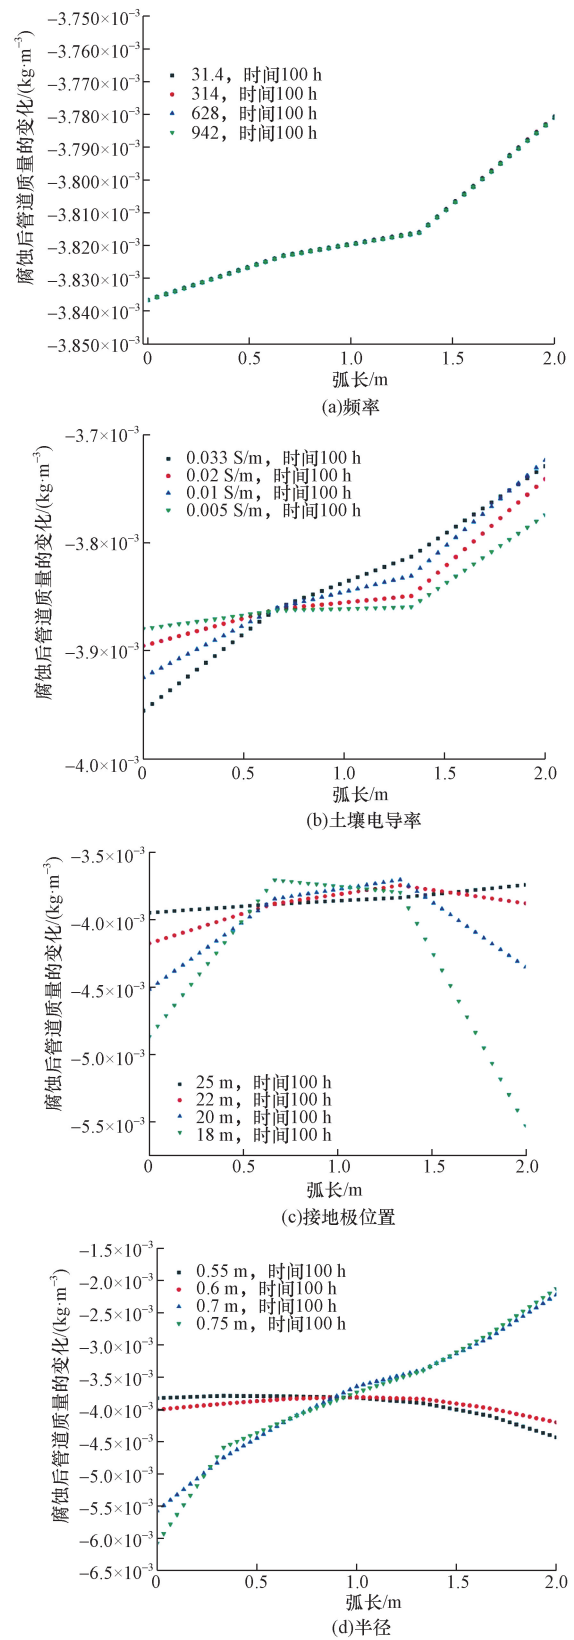 腐蚀后管道质量的变化/(kg·m⁻³)
−3.750×10⁻³
−3.760×10⁻³
−3.770×10⁻³
−3.780×10⁻³
−3.790×10⁻³
−3.800×10⁻³
−3.810×10⁻³
−3.820×10⁻³
−3.830×10⁻³
−3.840×10⁻³
−3.850×10⁻³
31.4，时间100 h
314，时间100 h
628，时间100 h
942，时间100 h
0 0.5 1.0 1.5 2.0
弧长/m
(a)频率
腐蚀后管道质量的变化/(kg·m⁻³)
−3.7×10⁻³
−3.8×10⁻³
−3.9×10⁻³
−4.0×10⁻³
0.033 S/m，时间100 h
0.02 S/m，时间100 h
0.01 S/m，时间100 h
0.005 S/m，时间100 h
0 0.5 1.0 1.5 2.0
弧长/m
(b)土壤电导率
腐蚀后管道质量的变化/(kg·m⁻³)
−3.5×10⁻³
−4.0×10⁻³
−4.5×10⁻³
−5.0×10⁻³
−5.5×10⁻³
25 m，时间100 h
22 m，时间100 h
20 m，时间100 h
18 m，时间100 h
0 0.5 1.0 1.5 2.0
弧长/m
(c)接地极位置
腐蚀后管道质量的变化/(kg·m⁻³)
−1.5×10⁻³
−2.0×10⁻³
−2.5×10⁻³
−3.0×10⁻³
−3.5×10⁻³
−4.0×10⁻³
−4.5×10⁻³
−5.0×10⁻³
−5.5×10⁻³
−6.0×10⁻³
−6.5×10⁻³
0.55 m，时间100 h
0.6 m，时间100 h
0.7 m，时间100 h
0.75 m，时间100 h
0 0.5 1.0 1.5 2.0
弧长/m
(d)半径